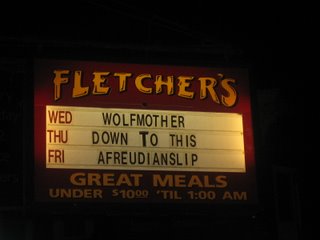 FLETCHER'S
WED WOLFMOTHER
THU DOWN TO THIS
FRI AFREUDIANSLIP
GREAT MEALS
UNDER $10.00 'TIL 1:00 AM